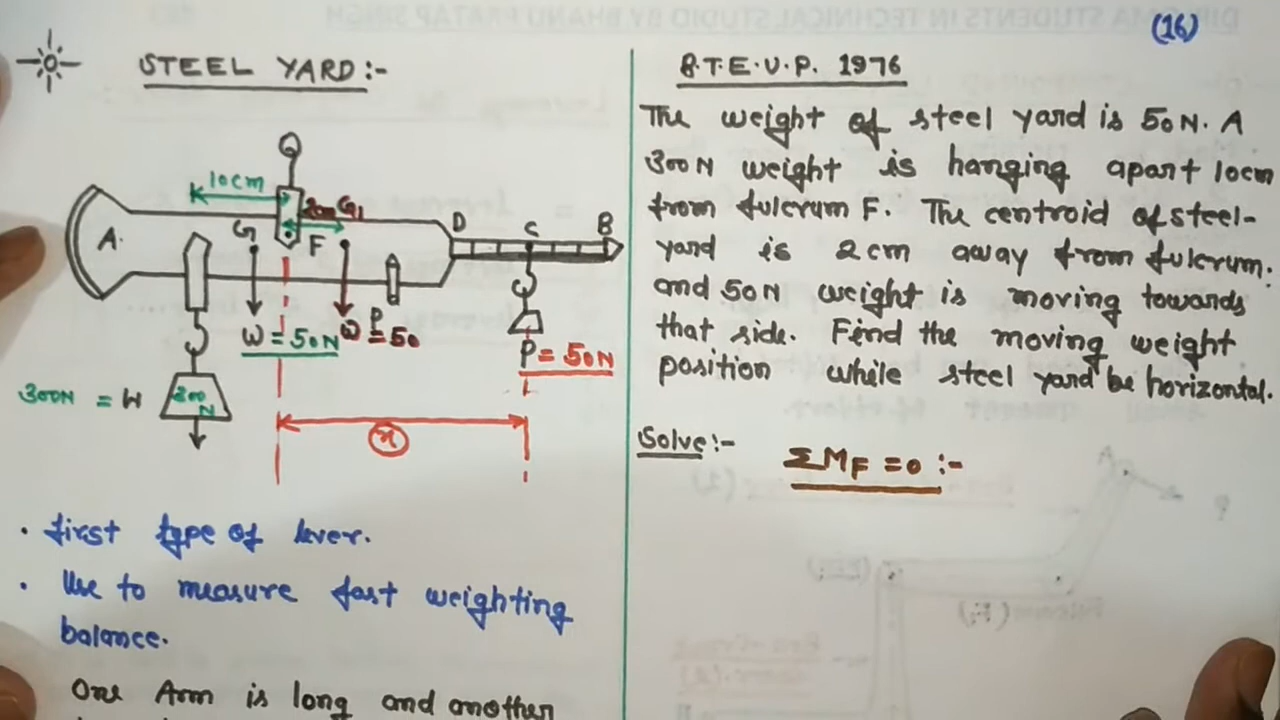 (16)
STEEL YARD:-
10cm
2cm G1
A.
G
F
D
C
B
W = 50N
W = 50
P
P = 50N
300N = W
300
N
x
• first type of lever.
• Use to measure fast weighting
balance.
One Arm is long and another
B.T.E.U.P. 1976
The weight of steel yard is 50N. A
300N weight is hanging apart 10cm
from fulcrum F. The centroid of steel-
yard is 2cm away from fulcrum.
and 50N weight is moving towards
that side. Find the moving weight
position while steel yard be horizontal.
Solve:-
ΣMF = 0 :-